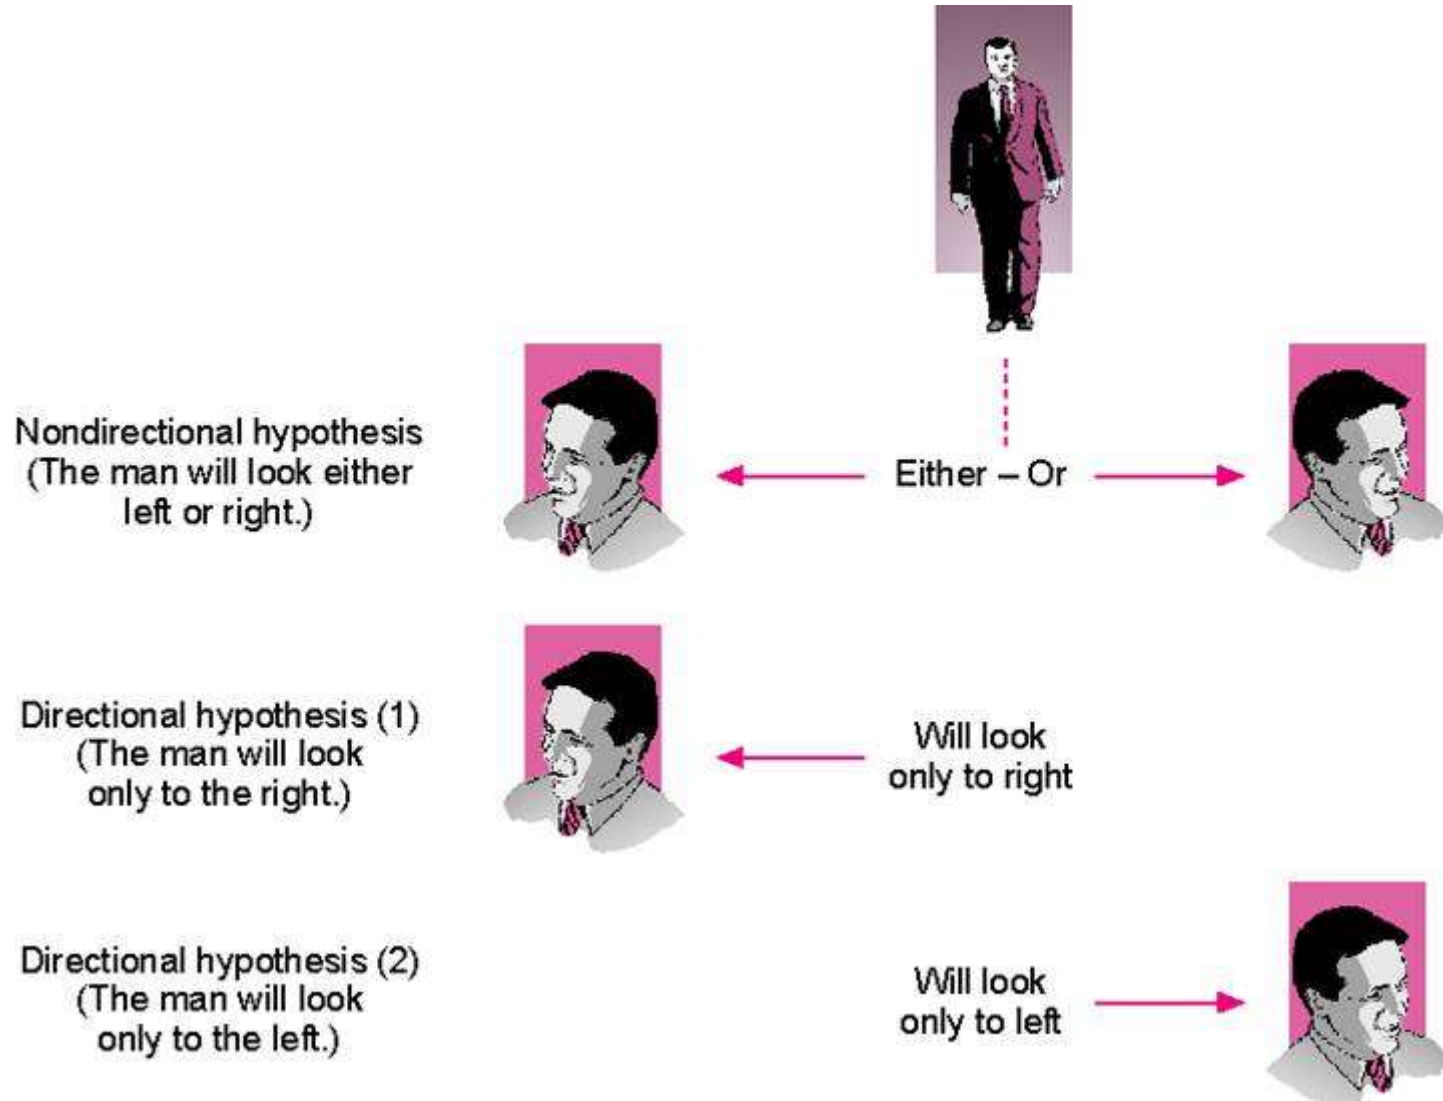 Nondirectional hypothesis
(The man will look either
left or right.)
Either – Or
Directional hypothesis (1)
(The man will look
only to the right.)
Will look
only to right
Directional hypothesis (2)
(The man will look
only to the left.)
Will look
only to left